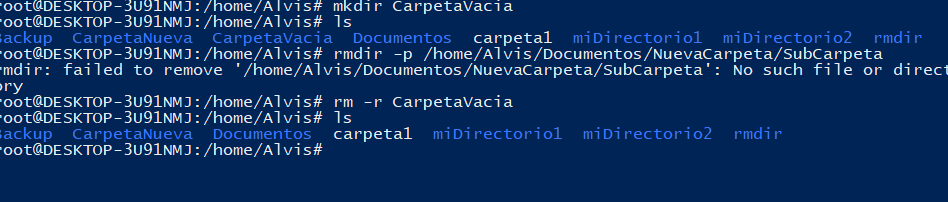 root@DESKTOP-3U91NMJ:/home/Alvis# mkdir CarpetaVacia
root@DESKTOP-3U91NMJ:/home/Alvis# ls
Backup  CarpetaNueva  CarpetaVacia  Documentos  carpeta1  miDirectorio1  miDirectorio2  rmdir
root@DESKTOP-3U91NMJ:/home/Alvis# rmdir -p /home/Alvis/Documentos/NuevaCarpeta/SubCarpeta
rmdir: failed to remove '/home/Alvis/Documentos/NuevaCarpeta/SubCarpeta': No such file or direct
ory
root@DESKTOP-3U91NMJ:/home/Alvis# rm -r CarpetaVacia
root@DESKTOP-3U91NMJ:/home/Alvis# ls
Backup  CarpetaNueva  Documentos  carpeta1  miDirectorio1  miDirectorio2  rmdir
root@DESKTOP-3U91NMJ:/home/Alvis#